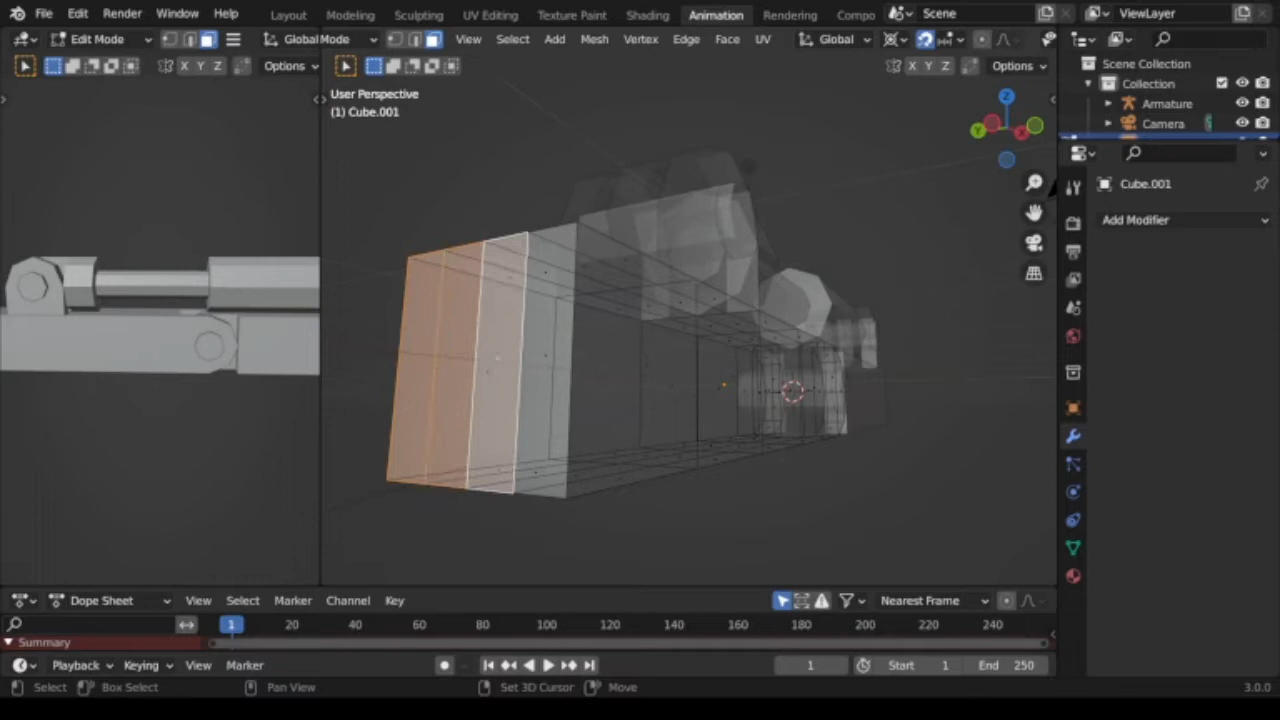 File Edit Render Window Help Layout Modeling Sculpting UV Editing Texture Paint Shading Animation Rendering Compo Scene ViewLayer
Edit Mode Global Mode View Select Add Mesh Vertex Edge Face UV Global
X Y Z Options X Y Z Options
User Perspective
(1) Cube.001
Scene Collection
Collection
Armature
Camera
Cube.001
Add Modifier
Z
Y
X
Dope Sheet View Select Marker Channel Key Nearest Frame
1 20 40 60 80 100 120 140 160 180 200 220 240
Summary
Playback Keying View Marker 1 Start 1 End 250
Select Box Select Pan View Set 3D Cursor Move 3.0.0